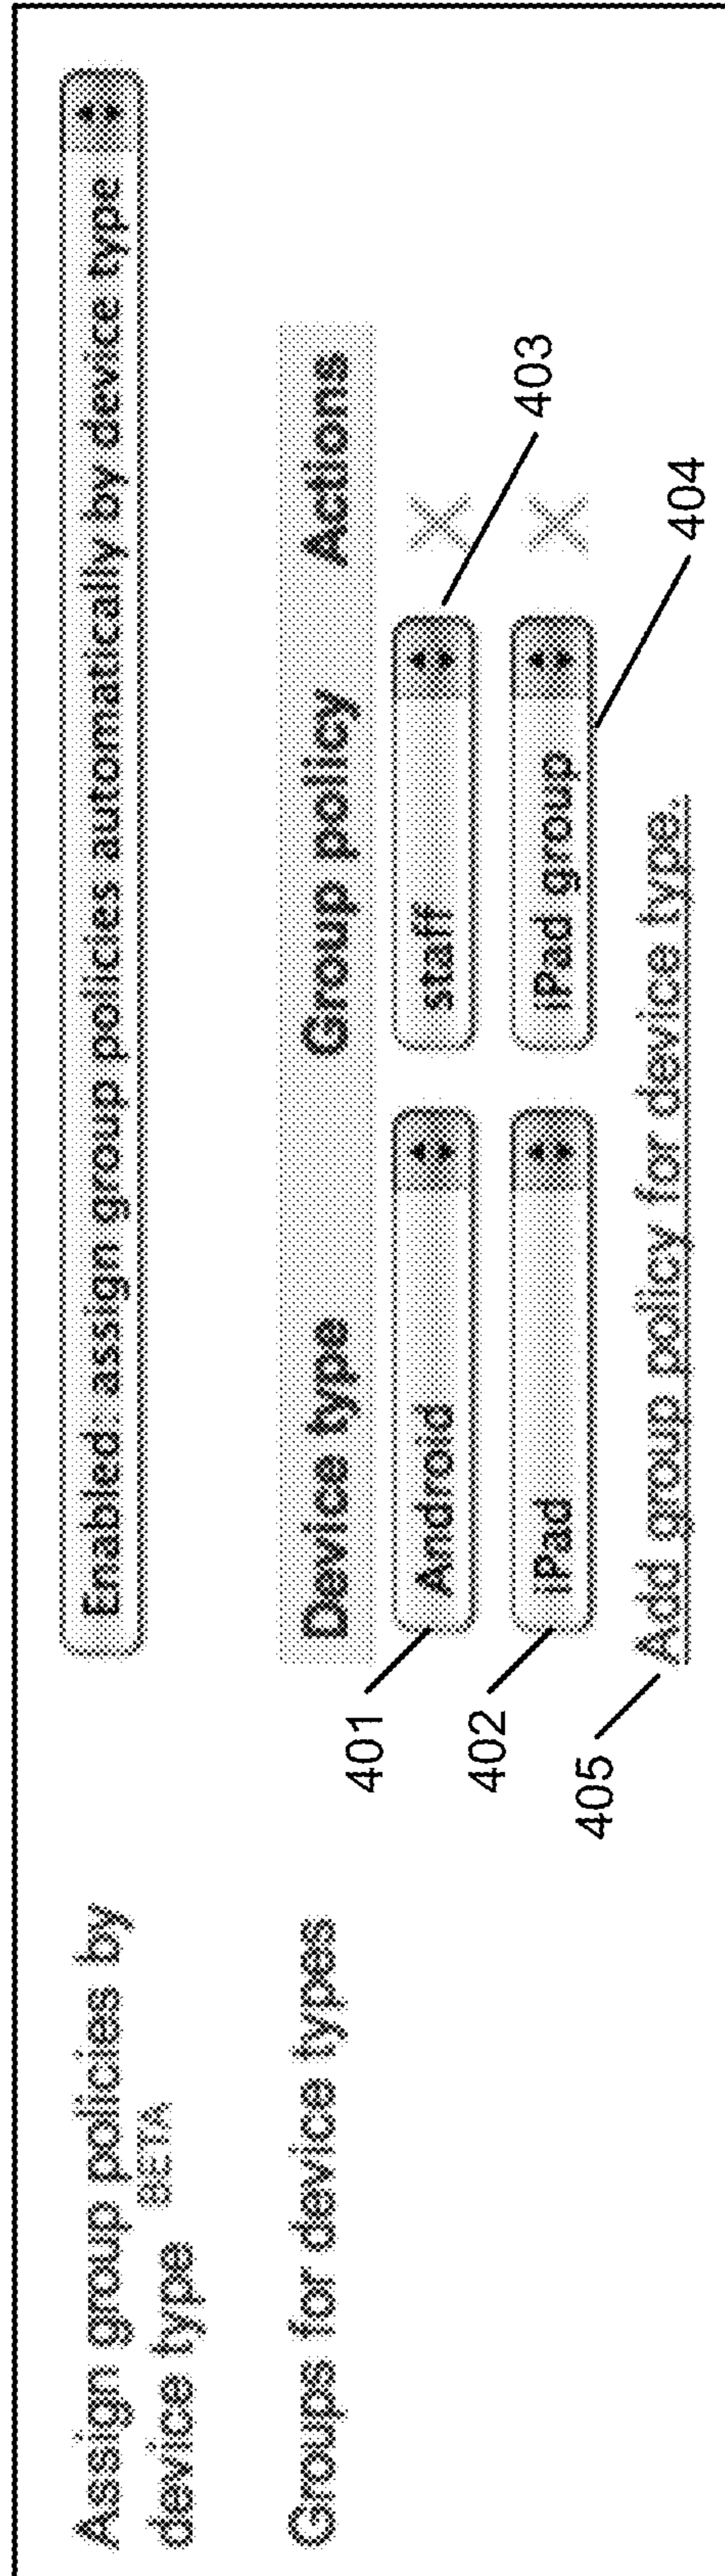 Assign group policies by
device type BETA
Enabled: assign group policies automatically by device type
Groups for device types
Device type Group policy Actions
401 Android staff X 403
402 iPad iPad group X 404
405 Add group policy for device type.